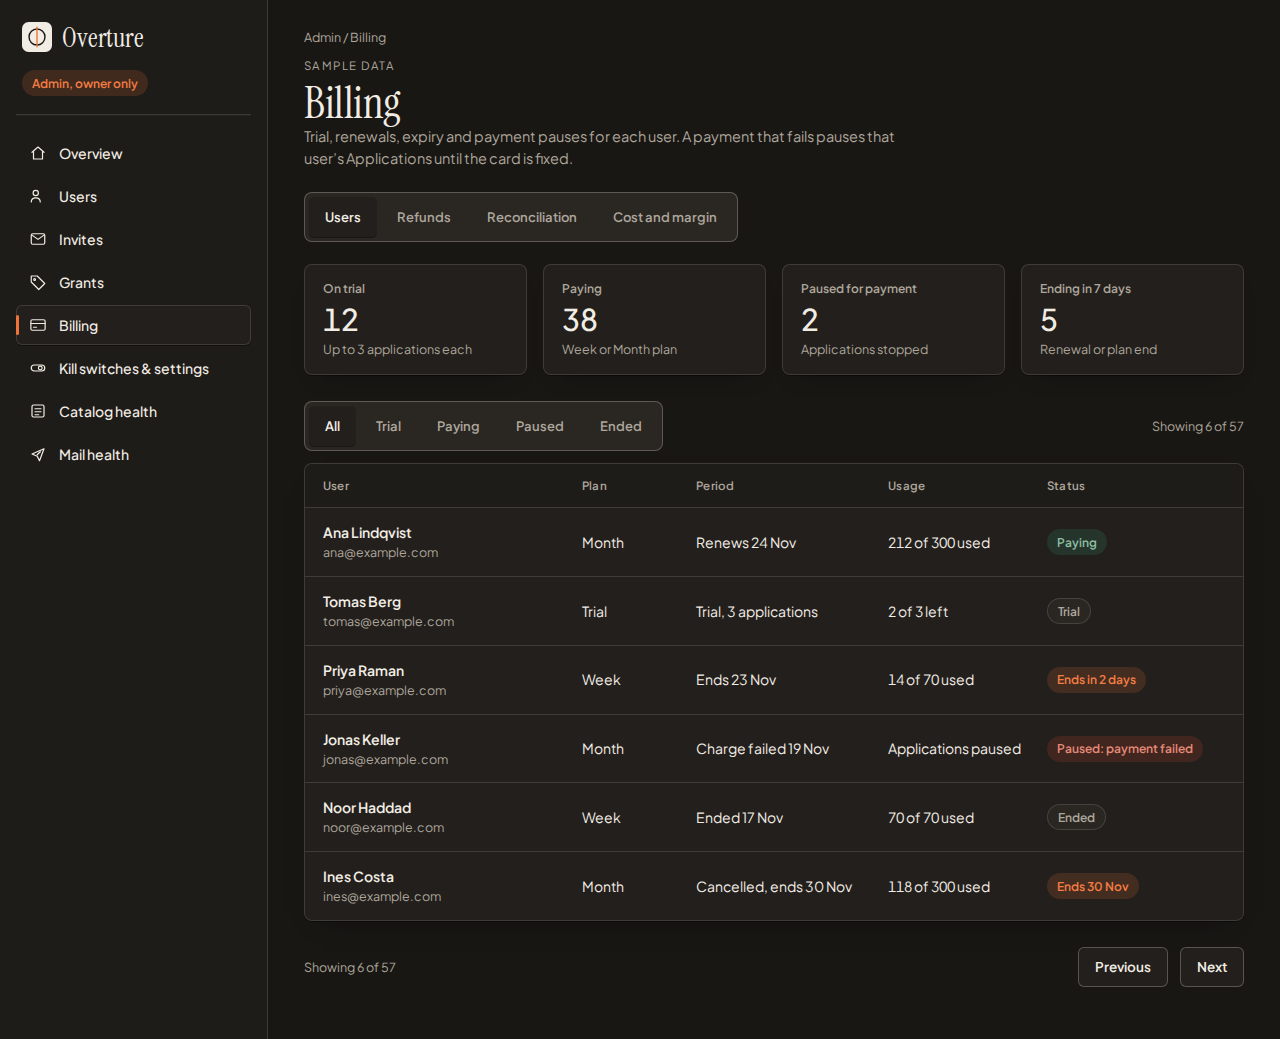 Overture
Admin, owner only
Overview
Users
Invites
Grants
Billing
Kill switches & settings
Catalog health
Mail health
Admin / Billing
SAMPLE DATA
Billing
Trial, renewals, expiry and payment pauses for each user. A payment that fails pauses that
user's Applications until the card is fixed.
Users Refunds Reconciliation Cost and margin
On trial
12
Up to 3 applications each
Paying
38
Week or Month plan
Paused for payment
2
Applications stopped
Ending in 7 days
5
Renewal or plan end
All Trial Paying Paused Ended
Showing 6 of 57
User Plan Period Usage Status
Ana Lindqvist
ana@example.com
Month Renews 24 Nov 212 of 300 used Paying
Tomas Berg
tomas@example.com
Trial Trial, 3 applications 2 of 3 left Trial
Priya Raman
priya@example.com
Week Ends 23 Nov 14 of 70 used Ends in 2 days
Jonas Keller
jonas@example.com
Month Charge failed 19 Nov Applications paused Paused: payment failed
Noor Haddad
noor@example.com
Week Ended 17 Nov 70 of 70 used Ended
Ines Costa
ines@example.com
Month Cancelled, ends 30 Nov 118 of 300 used Ends 30 Nov
Showing 6 of 57
Previous Next